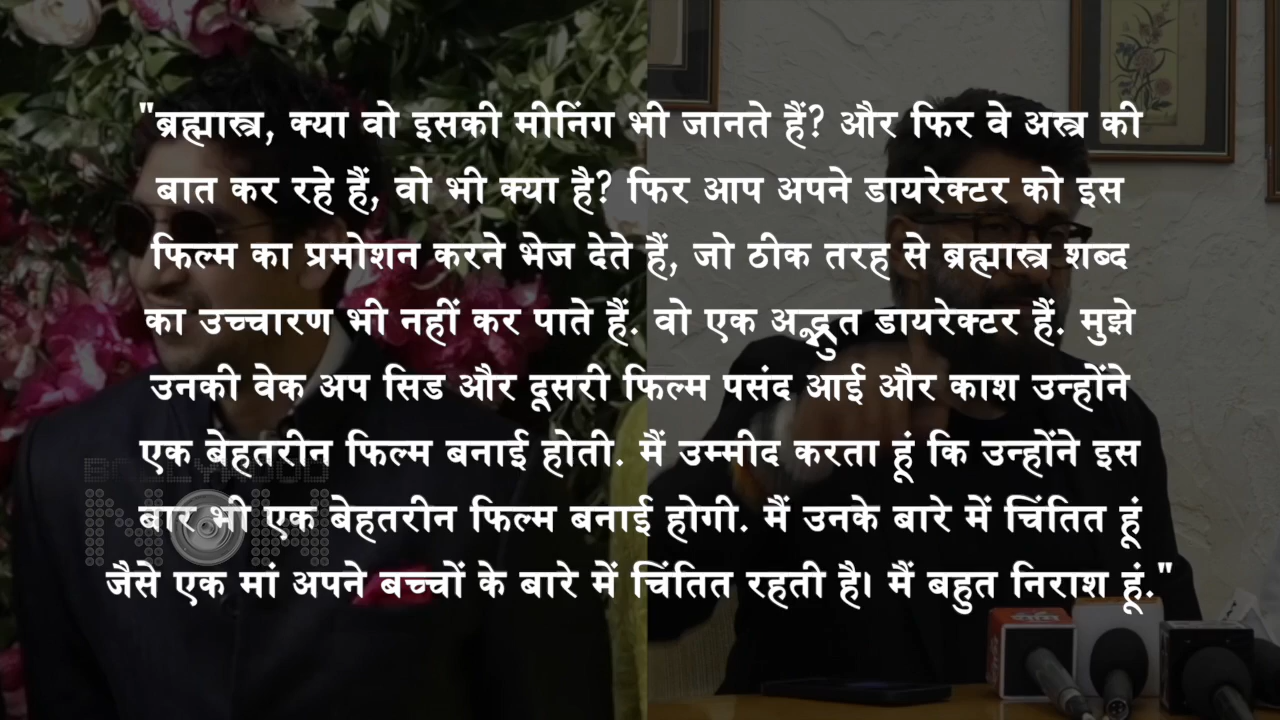 "ब्रह्मास्त्र, क्या वो इसकी मीनिंग भी जानते हैं? और फिर वे अस्त्र की
बात कर रहे हैं, वो भी क्या है? फिर आप अपने डायरेक्टर को इस
फिल्म का प्रमोशन करने भेज देते हैं, जो ठीक तरह से ब्रह्मास्त्र शब्द
का उच्चारण भी नहीं कर पाते हैं. वो एक अद्भुत डायरेक्टर हैं. मुझे
उनकी वेक अप सिड और दूसरी फिल्म पसंद आई और काश उन्होंने
एक बेहतरीन फिल्म बनाई होती. मैं उम्मीद करता हूं कि उन्होंने इस
बार भी एक बेहतरीन फिल्म बनाई होगी. मैं उनके बारे में चिंतित हूं
जैसे एक मां अपने बच्चों के बारे में चिंतित रहती है। मैं बहुत निराश हूं."
BOLLYWOOD
NOW